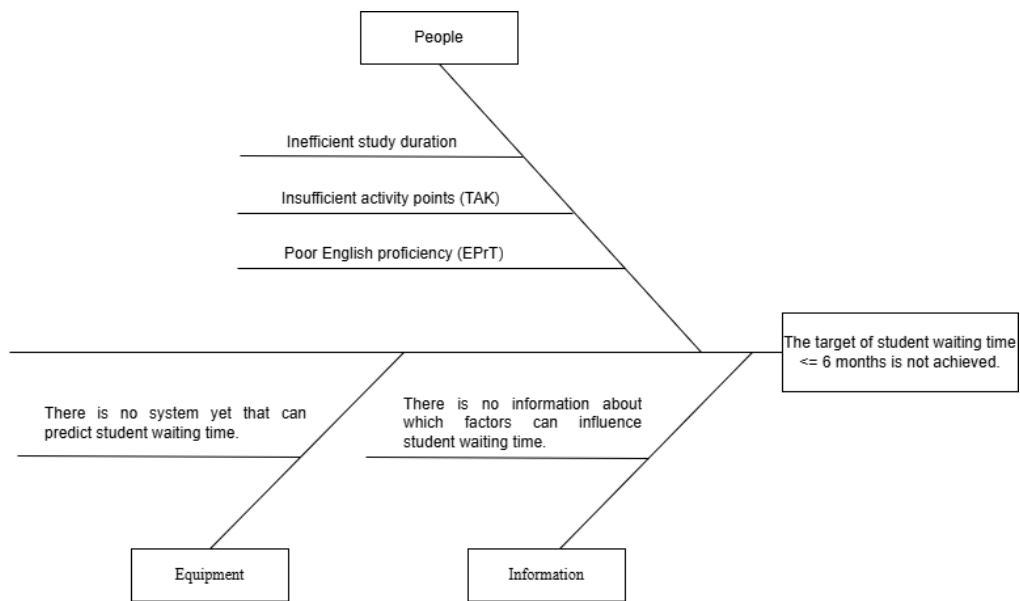 People
Inefficient study duration
Insufficient activity points (TAK)
Poor English proficiency (EPrT)
The target of student waiting time
<= 6 months is not achieved.
There is no system yet that can
predict student waiting time.
There is no information about
which factors can influence
student waiting time.
Equipment
Information